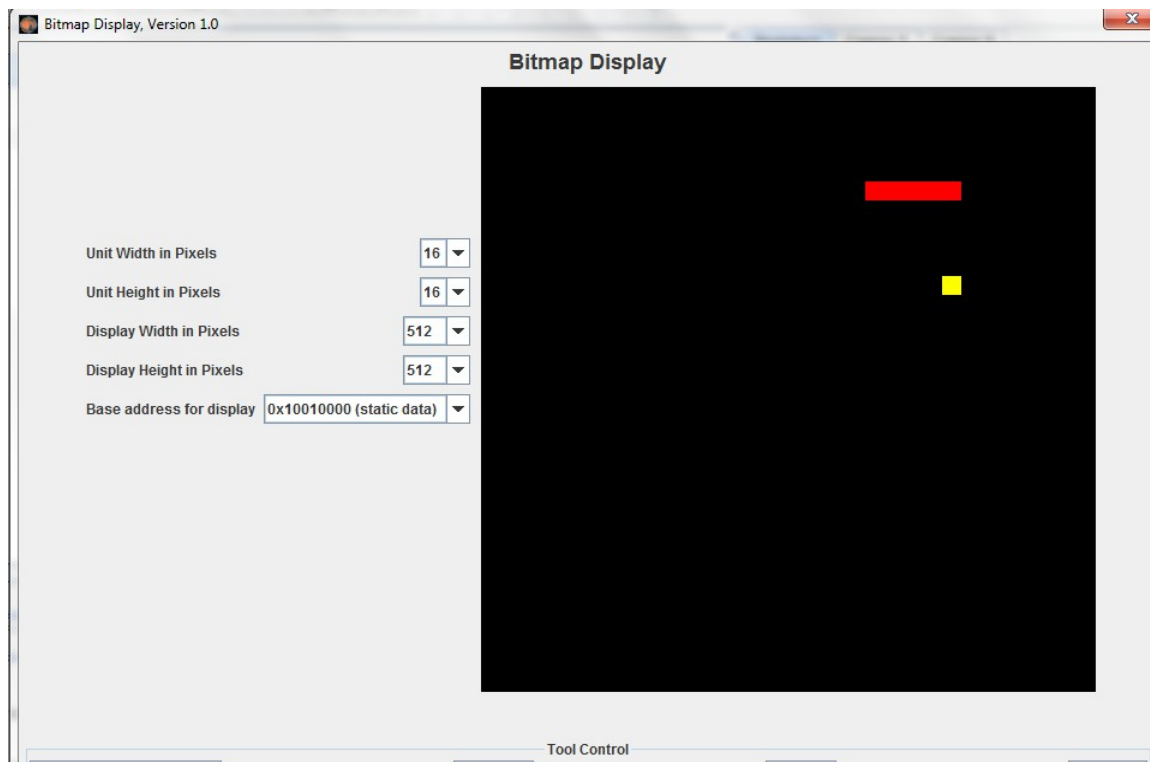 Bitmap Display, Version 1.0
Bitmap Display
Unit Width in Pixels 16
Unit Height in Pixels 16
Display Width in Pixels 512
Display Height in Pixels 512
Base address for display 0x10010000 (static data)
Tool Control